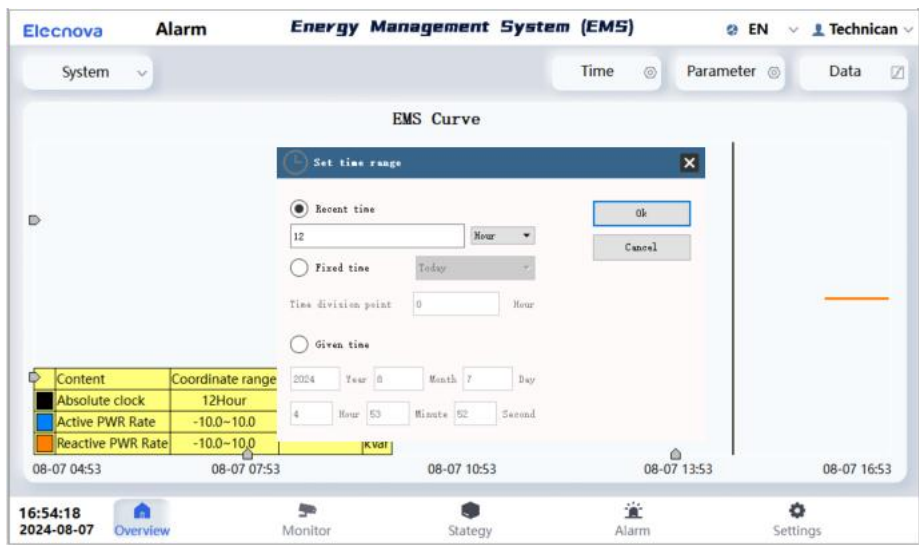 Elecnova Alarm Energy Management System (EMS) EN Technican
System Time Parameter Data
EMS Curve
Set time range
Recent time
Ok
12 Hour
Cancel
Fixed time Today
Time division point 0 Hour
Given time
Content Coordinate range
2024 Year 8 Month 7 Day
Absolute clock 12Hour
4 Hour 53 Minute 52 Second
Active PWR Rate -10.0~10.0
Reactive PWR Rate -10.0~10.0 kvar
08-07 04:53 08-07 07:53 08-07 10:53 08-07 13:53 08-07 16:53
16:54:18
2024-08-07
Overview Monitor Stategy Alarm Settings